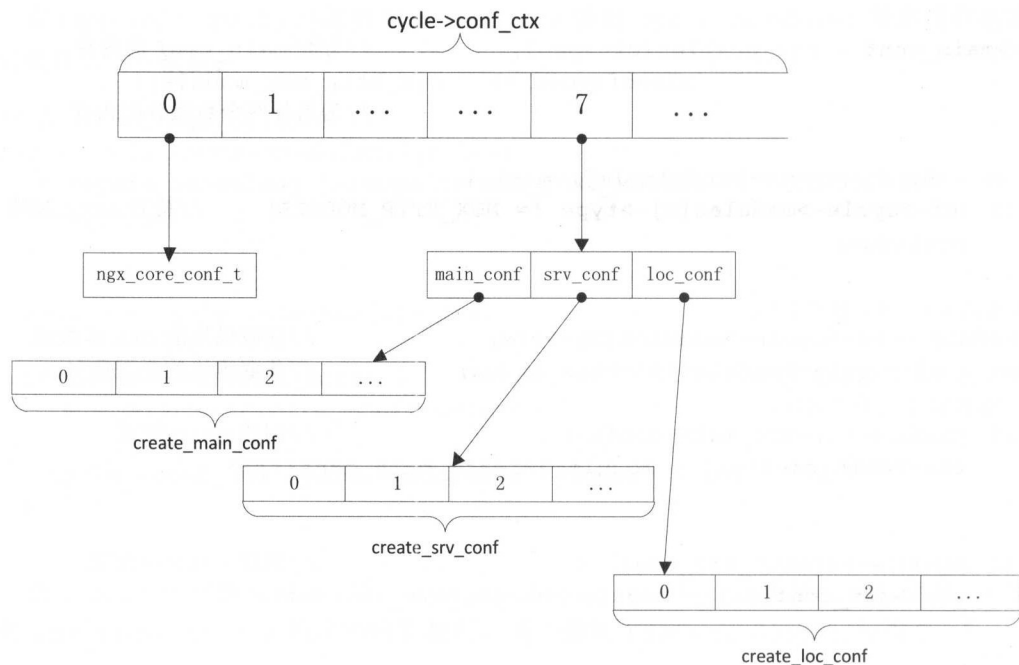 cycle->conf_ctx
0 1 ... ... 7 ...
ngx_core_conf_t
main_conf srv_conf loc_conf
0 1 2 ...
create_main_conf
0 1 2 ...
create_srv_conf
0 1 2 ...
create_loc_conf